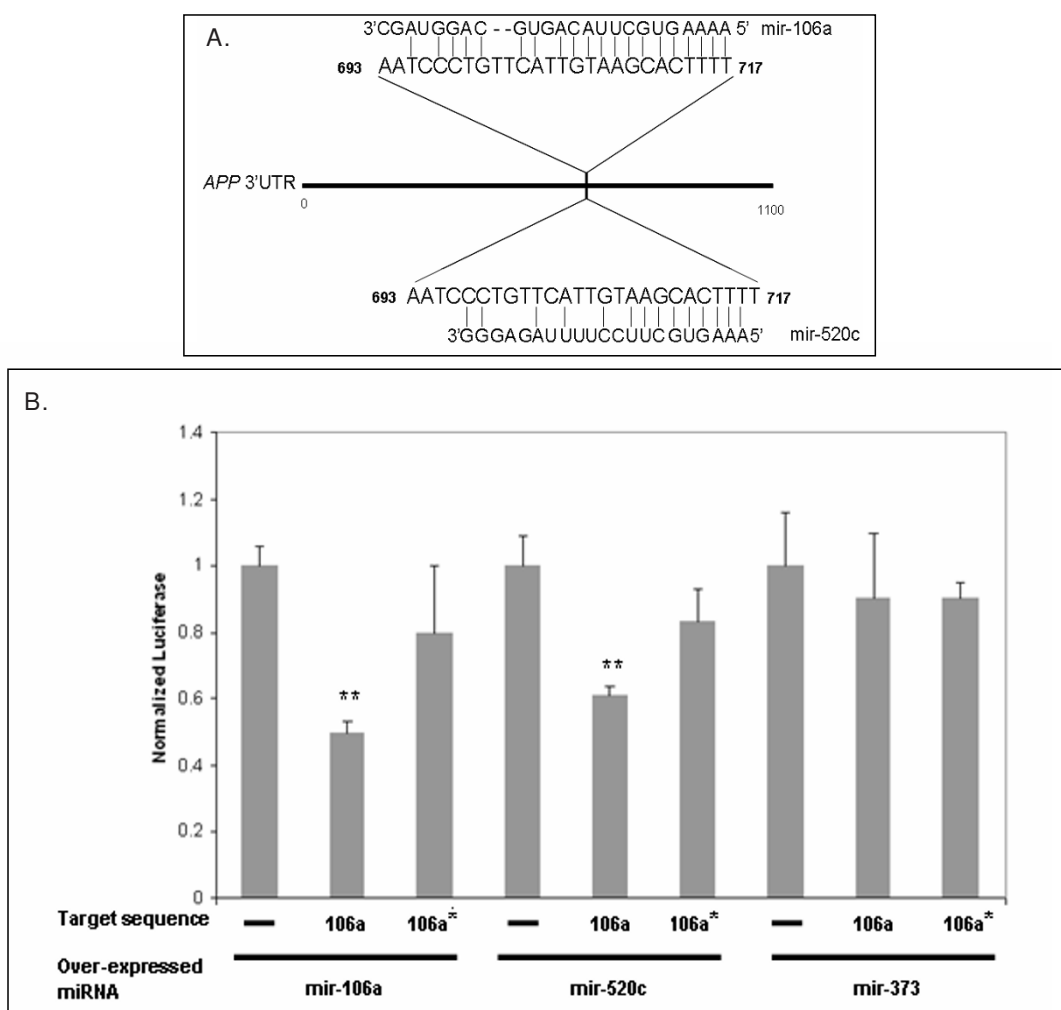 A.
3'CGAUGGAC --GUGACAUUCGUGAAAA 5' mir-106a
693 AATCCCTGTTCATTGTAAGCACTTTT 717
APP 3'UTR
0
1100
693 AATCCCTGTTCATTGTAAGCACTTTT 717
3'GGGAGAUUUUCCUUCGUGAAA5' mir-520c
B.
Normalized Luciferase
1.4
1.2
1
0.8
0.6
0.4
0.2
0
**
**
Target sequence — 106a 106a* — 106a 106a* — 106a 106a*
Over-expressed
miRNA
mir-106a mir-520c mir-373